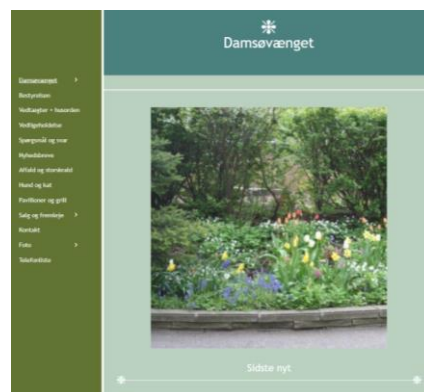 Damsøvænget
Damsøvænget
Bestyrelsen
Vedtægter + husorden
Vedligeholdelse
Spørgsmål og svar
Nyhedsbreve
Affald og storskrald
Hund og kat
Pavilloner og grill
Salg og fremleje
Kontakt
Foto
Telefonliste
Sidste nyt